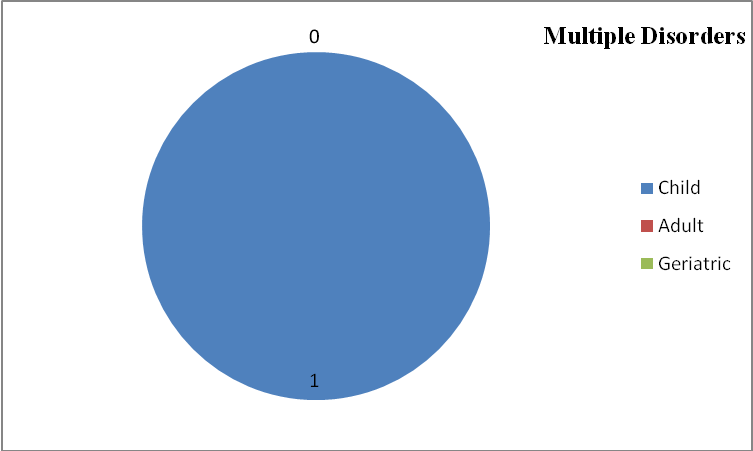 0
Multiple Disorders
Child
Adult
Geriatric
1